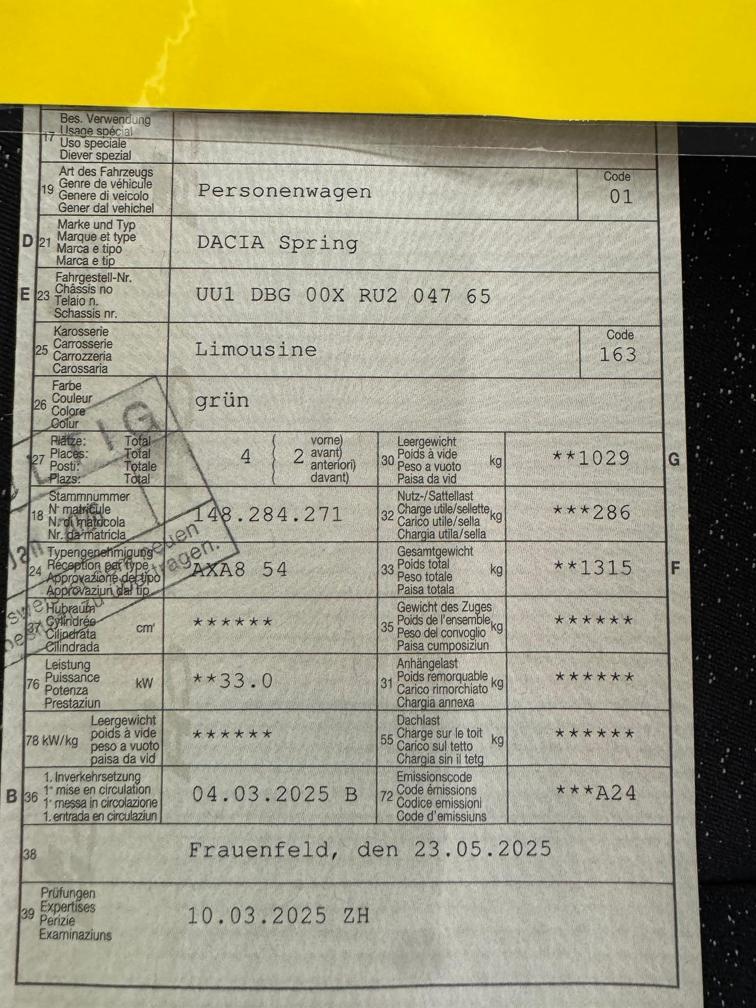 17 Bes. Verwendung
Usage spécial
Uso speciale
Diever spezial
19 Art des Fahrzeugs
Genre de véhicule
Genere di veicolo
Gener dal vehichel
Personenwagen
Code
01
D 21 Marke und Typ
Marque et type
Marca e tipo
Marca e tip
DACIA Spring
E 23 Fahrgestell-Nr.
Châssis no
Telaio n.
Schassis nr.
UU1 DBG 00X RU2 047 65
25 Karosserie
Carrosserie
Carrozzeria
Carossaria
Limousine
Code
163
26 Farbe
Couleur
Colore
Colur
grün
27 Plätze: Total
Places: Total
Posti: Totale
Plazs: Total
4 ( 2 vorne)
avant)
anteriori)
davant)
30 Leergewicht
Poids à vide
Peso a vuoto
Paisa da vid
kg
**1029
G
18 Stammnummer
N° matricule
N. di matricola
Nr. da matricla
148.284.271
32 Nutz-/Sattellast
Charge utile/sellette
Carico utile/sella
Chargia utila/sella
kg
***286
24 Typengenehmigung
Réception par type
Approvazione del tipo
Approvaziun dal tip
AXA8 54
33 Gesamtgewicht
Poids total
Peso totale
Paisa totala
kg
**1315
F
37 Hubraum
Cylindrée
Cilindrata
Cilindrada
cm³
******
35 Gewicht des Zuges
Poids de l'ensemble
Peso del convoglio
Paisa cumposiziun
kg
******
76 Leistung
Puissance
Potenza
Prestaziun
kW
**33.0
31 Anhängelast
Poids remorquable
Carico rimorchiato
Chargia annexa
kg
******
78 kW/kg Leergewicht
poids à vide
peso a vuoto
paisa da vid
******
55 Dachlast
Charge sur le toit
Carico sul tetto
Chargia sin il tetg
kg
******
B 36 1. Inverkehrsetzung
1e mise en circulation
1a messa in circolazione
1. entrada en circulaziun
04.03.2025 B
72 Emissionscode
Code émissions
Codice emissioni
Code d'emissiuns
***A24
38 Frauenfeld, den 23.05.2025
39 Prüfungen
Expertises
Perizie
Examinaziuns
10.03.2025 ZH